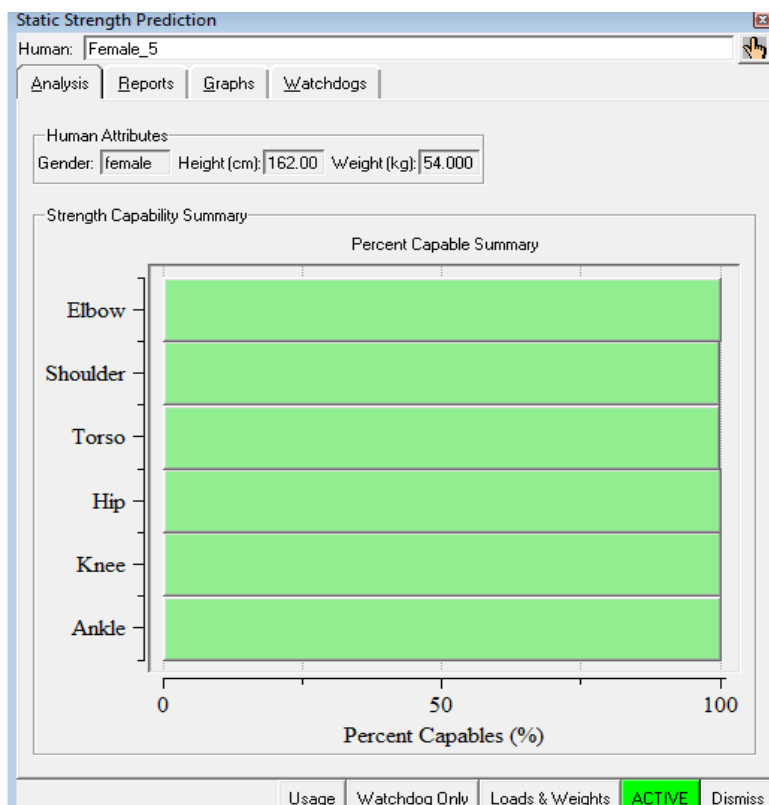 Static Strength Prediction
Human: Female_5
Analysis Reports Graphs Watchdogs
Human Attributes
Gender: female Height (cm): 162.00 Weight (kg): 54.000
Strength Capability Summary
Percent Capable Summary
Elbow
Shoulder
Torso
Hip
Knee
Ankle
0 50 100
Percent Capables (%)
Usage Watchdog Only Loads & Weights ACTIVE Dismiss